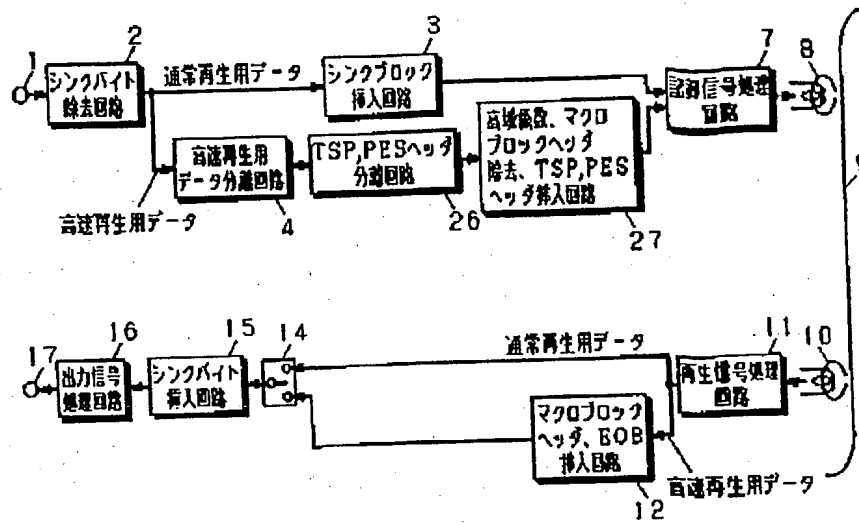 1
2
シンクバイト
除去回路
通常再生用データ
3
シンクブロック
挿入回路
7
記録信号処理
回路
8
高速再生用
データ分離回路
4
高速再生用データ
TSP,PESヘッダ
分離回路
26
高域係数、マクロ
ブロックヘッダ
除去、TSP,PES
ヘッダ挿入回路
27
17
16
出力信号
処理回路
15
シンクバイト
挿入回路
14
通常再生用データ
11
再生信号処理
回路
10
マクロブロック
ヘッダ、EOB
挿入回路
12
高速再生用データ